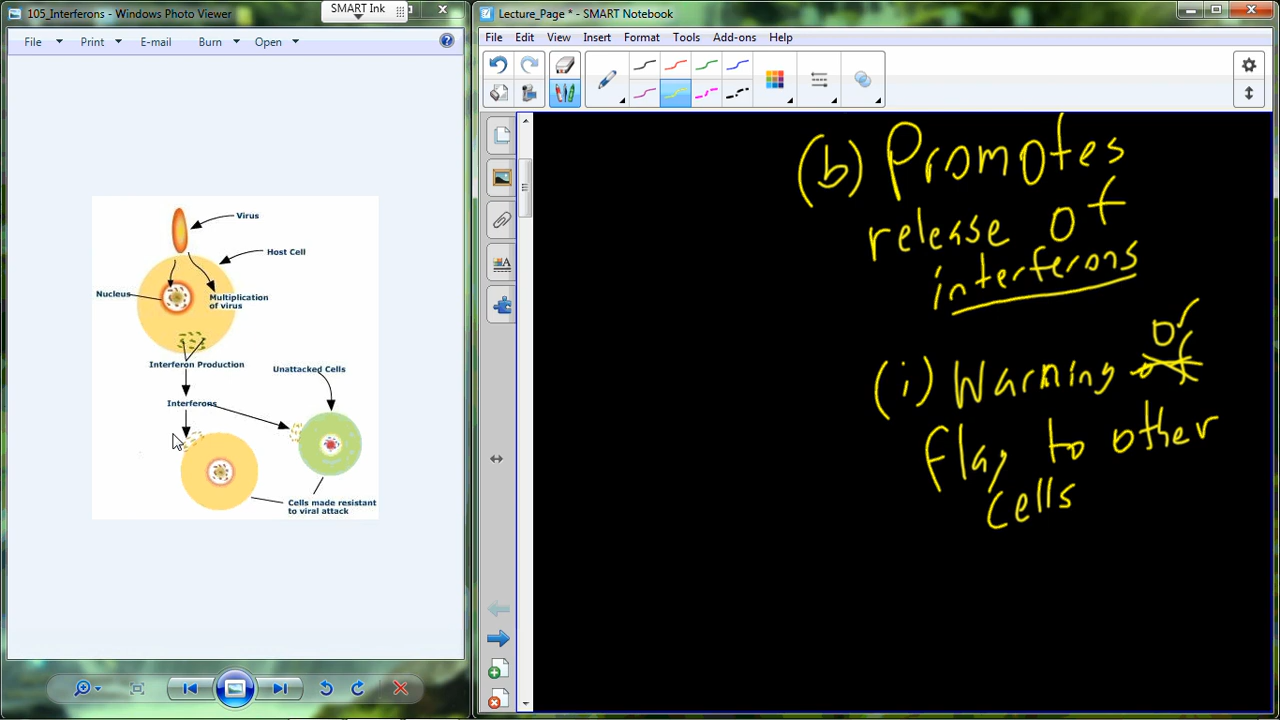 105_Interferons - Windows Photo Viewer
SMART Ink
File Print E-mail Burn Open
Virus
Host Cell
Nucleus
Multiplication
of virus
Interferon Production
Unattacked Cells
Interferons
Cells made resistant
to viral attack
Lecture_Page * - SMART Notebook
File Edit View Insert Format Tools Add-ons Help
(b) Promotes
release of
interferons
or
(i) Warning
flag to other
cells